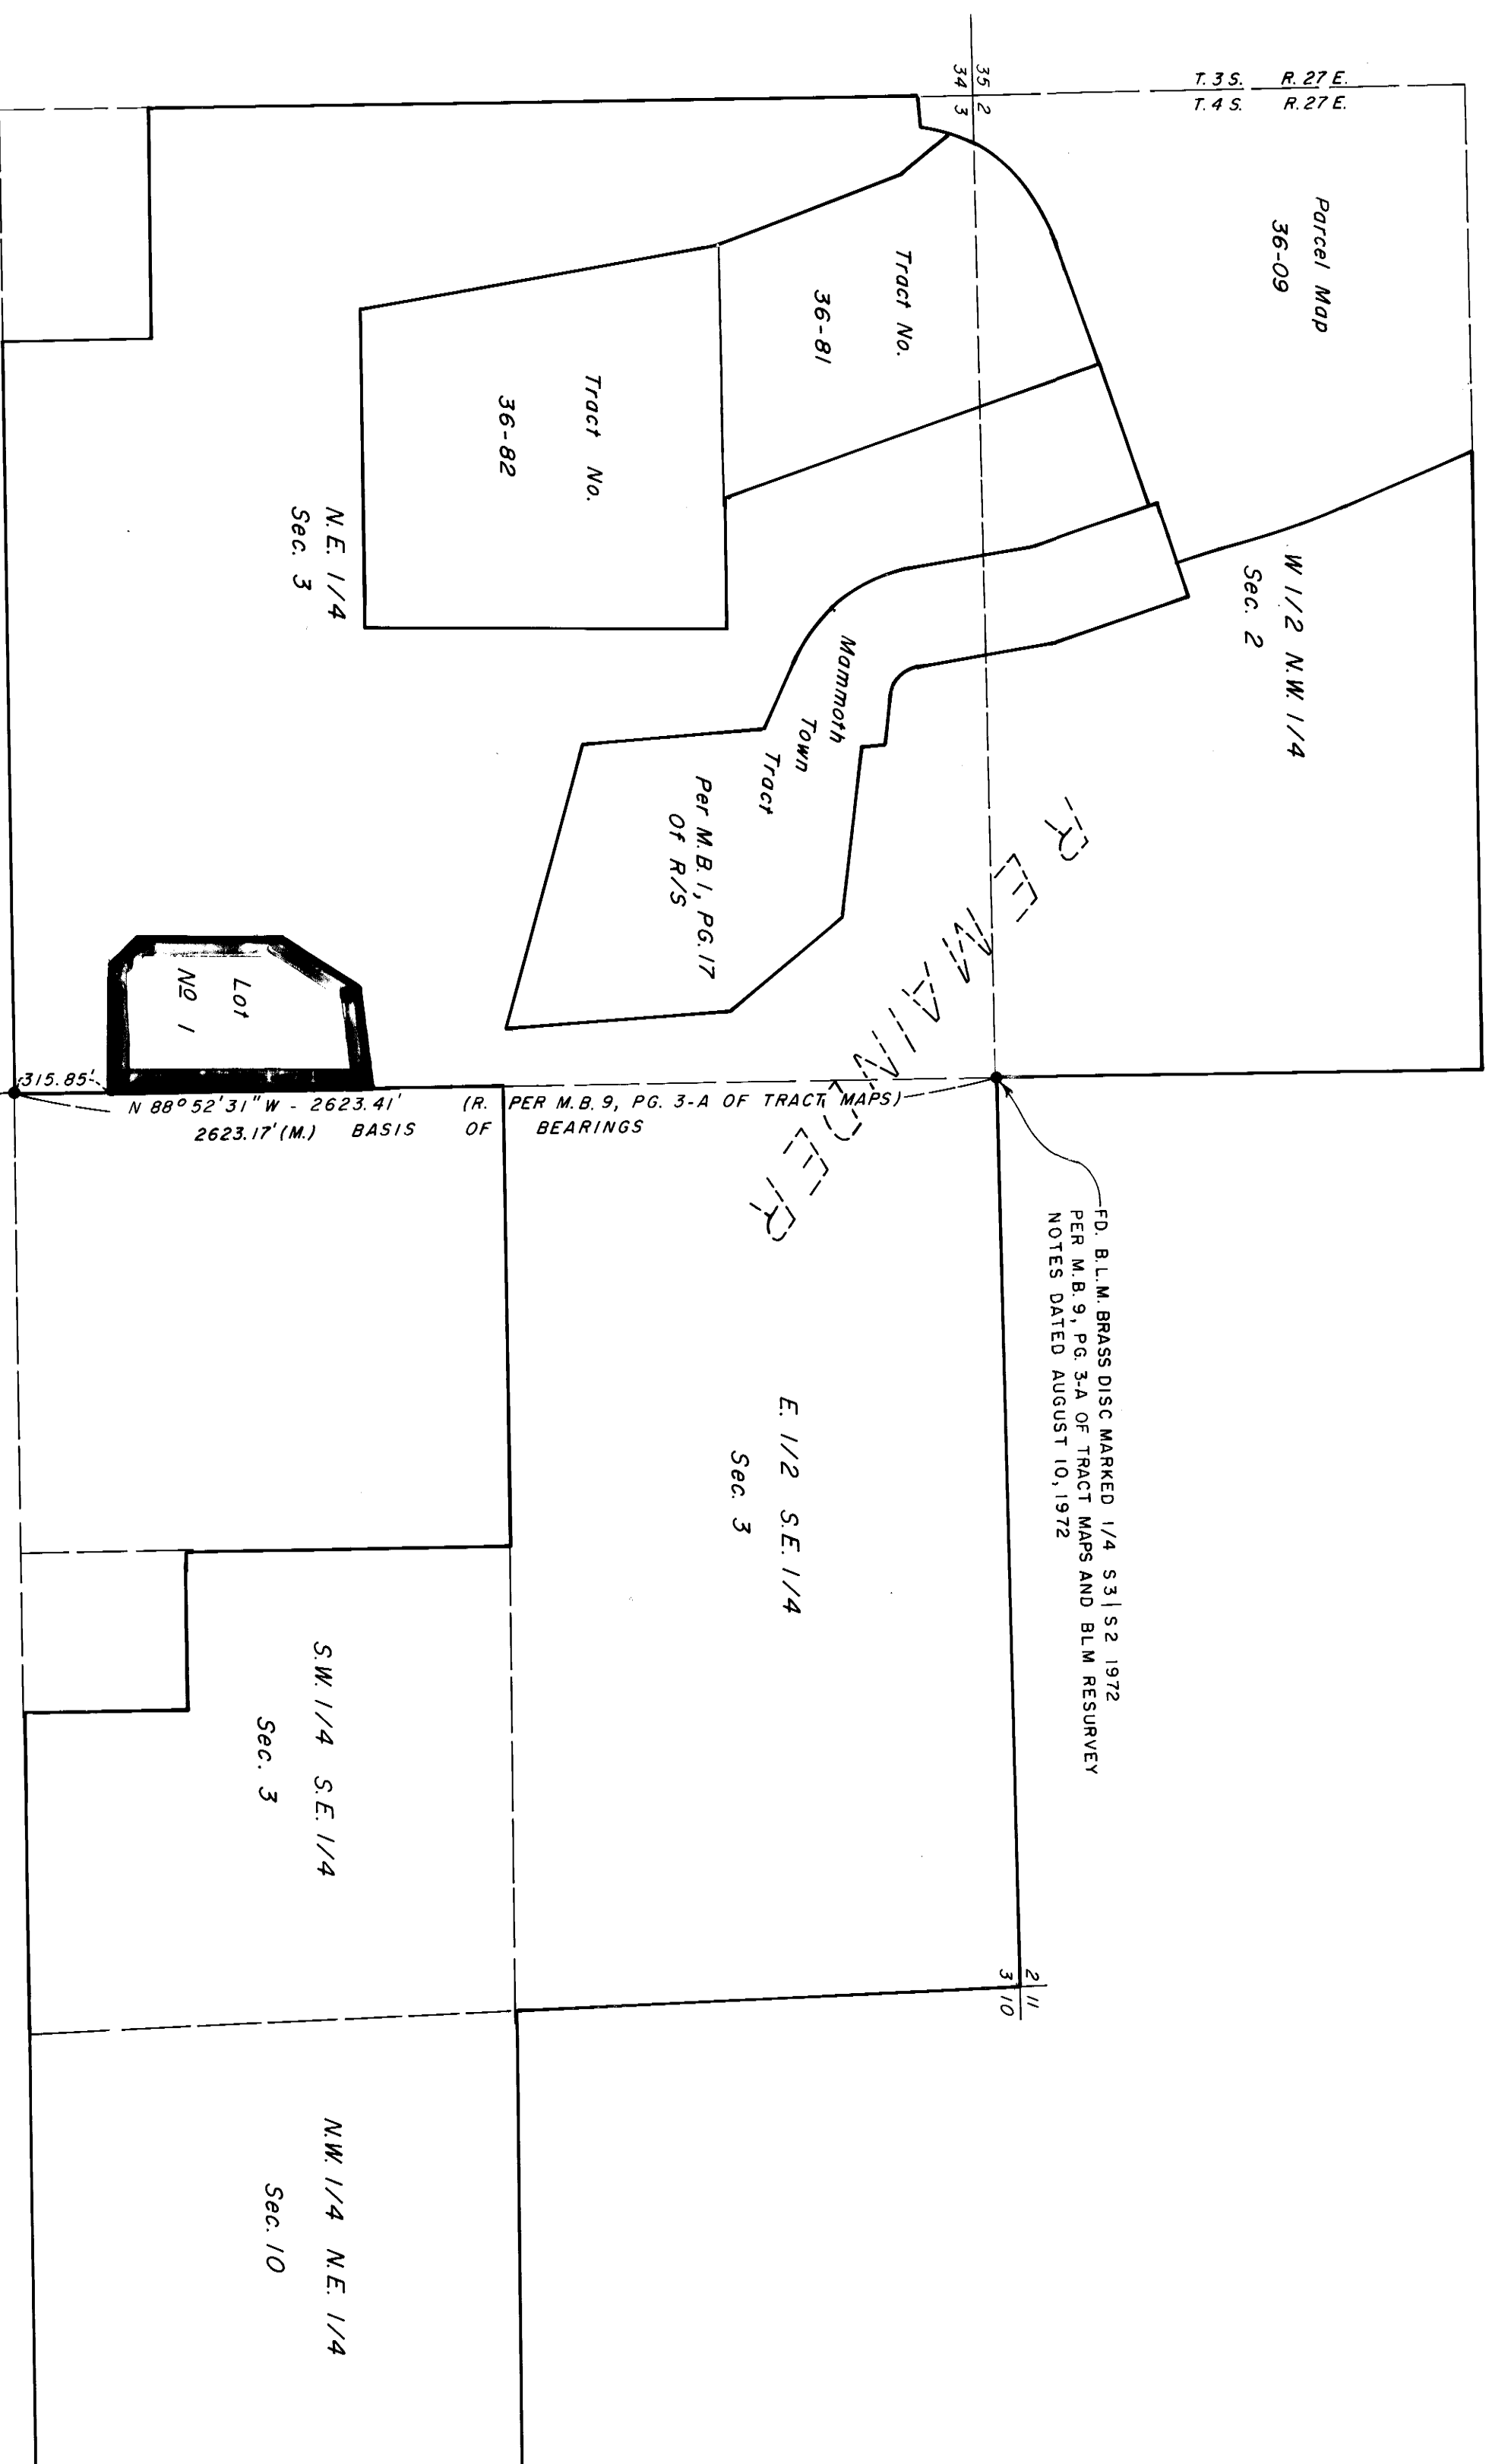 T. 3 S. R. 27 E.
T. 4 S. R. 27 E.
35 2
34 3
Parcel Map
36-09
W 1/2 N.W. 1/4
Sec. 2
Tract No.
36-81
Tract No.
36-82
N.E. 1/4
Sec. 3
Mammoth
Town
Tract
Per M.B. 1, PG. 17
Of R/S
REMAINDER
Lot
No 1
315.85'
N 88° 52' 31" W - 2623.41' (R. PER M.B. 9, PG. 3-A OF TRACT MAPS)
2623.17' (M.) BASIS OF BEARINGS
FD. B.L.M. BRASS DISC MARKED 1/4 S 3 | S 2 1972
PER M.B. 9, PG. 3-A OF TRACT MAPS AND BLM RESURVEY
NOTES DATED AUGUST 10, 1972
E. 1/2 S.E. 1/4
Sec. 3
2 11
3 10
S.W. 1/4 S.E. 1/4
Sec. 3
N.W. 1/4 N.E. 1/4
Sec. 10